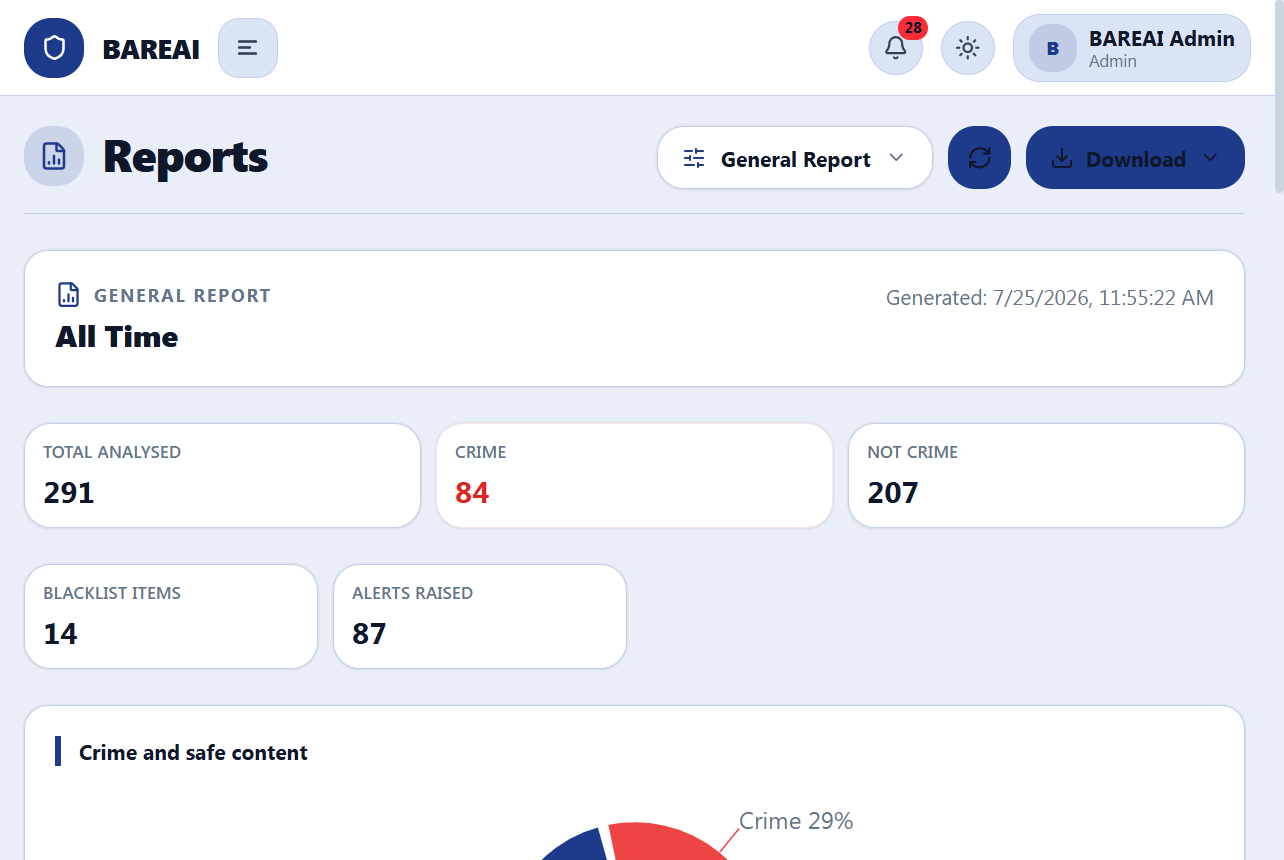 BAREAI
28
B
BAREAI Admin
Admin
Reports
General Report
Download
GENERAL REPORT
Generated: 7/25/2026, 11:55:22 AM
All Time
TOTAL ANALYSED
291
CRIME
84
NOT CRIME
207
BLACKLIST ITEMS
14
ALERTS RAISED
87
Crime and safe content
Crime 29%